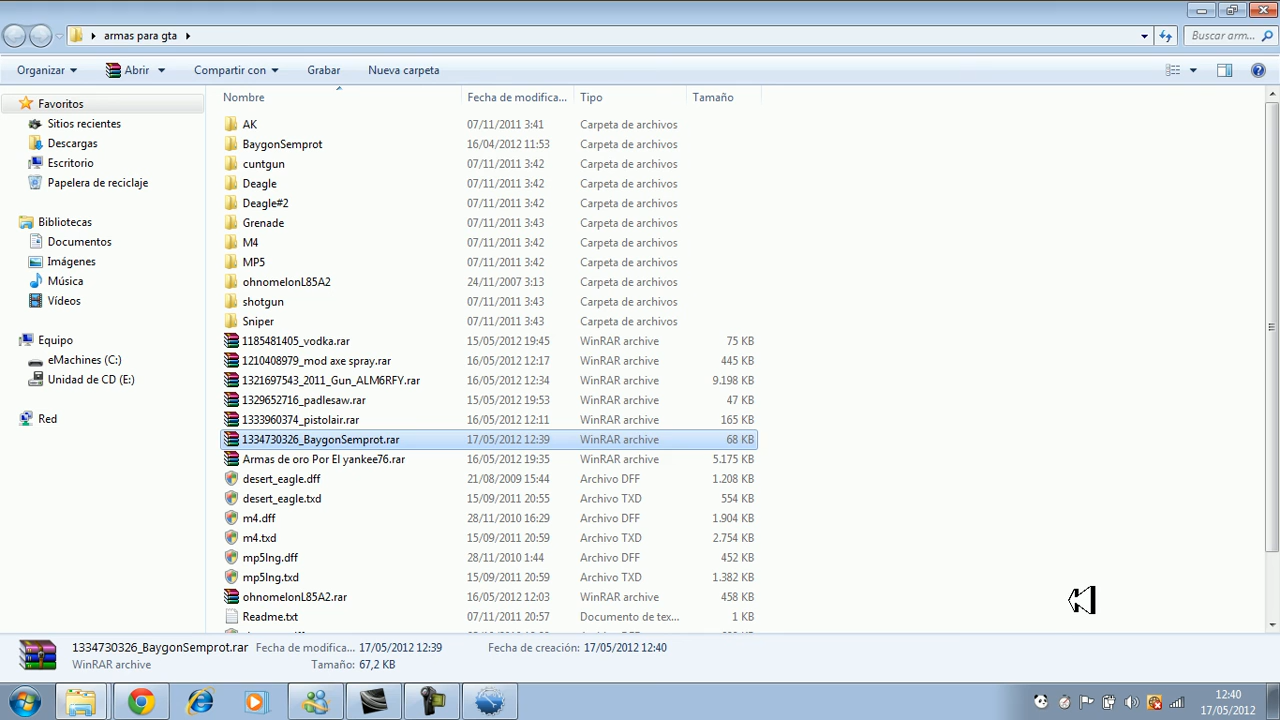 armas para gta
Buscar arm...
Organizar Abrir Compartir con Grabar Nueva carpeta
Favoritos
Sitios recientes
Descargas
Escritorio
Papelera de reciclaje
Bibliotecas
Documentos
Imágenes
Música
Vídeos
Equipo
eMachines (C:)
Unidad de CD (E:)
Red
Nombre Fecha de modifica... Tipo Tamaño
AK 07/11/2011 3:41 Carpeta de archivos
BaygonSemprot 16/04/2012 11:53 Carpeta de archivos
cuntgun 07/11/2011 3:42 Carpeta de archivos
Deagle 07/11/2011 3:42 Carpeta de archivos
Deagle#2 07/11/2011 3:42 Carpeta de archivos
Grenade 07/11/2011 3:43 Carpeta de archivos
M4 07/11/2011 3:42 Carpeta de archivos
MP5 07/11/2011 3:42 Carpeta de archivos
ohnomelonL85A2 24/11/2007 3:13 Carpeta de archivos
shotgun 07/11/2011 3:43 Carpeta de archivos
Sniper 07/11/2011 3:43 Carpeta de archivos
1185481405_vodka.rar 15/05/2012 19:45 WinRAR archive 75 KB
1210408979_mod axe spray.rar 16/05/2012 12:17 WinRAR archive 445 KB
1321697543_2011_Gun_ALM6RFY.rar 16/05/2012 12:34 WinRAR archive 9.198 KB
1329652716_padlesaw.rar 15/05/2012 19:53 WinRAR archive 47 KB
1333960374_pistolair.rar 16/05/2012 12:11 WinRAR archive 165 KB
1334730326_BaygonSemprot.rar 17/05/2012 12:39 WinRAR archive 68 KB
Armas de oro Por El yankee76.rar 16/05/2012 19:35 WinRAR archive 5.175 KB
desert_eagle.dff 21/08/2009 15:44 Archivo DFF 1.208 KB
desert_eagle.txd 15/09/2011 20:55 Archivo TXD 554 KB
m4.dff 28/11/2010 16:29 Archivo DFF 1.904 KB
m4.txd 15/09/2011 20:59 Archivo TXD 2.754 KB
mp5lng.dff 28/11/2010 1:44 Archivo DFF 452 KB
mp5lng.txd 15/09/2011 20:59 Archivo TXD 1.382 KB
ohnomelonL85A2.rar 16/05/2012 12:03 WinRAR archive 458 KB
Readme.txt 07/11/2011 20:57 Documento de tex... 1 KB
1334730326_BaygonSemprot.rar Fecha de modifica... 17/05/2012 12:39 Fecha de creación: 17/05/2012 12:40
WinRAR archive Tamaño: 67,2 KB
12:40
17/05/2012